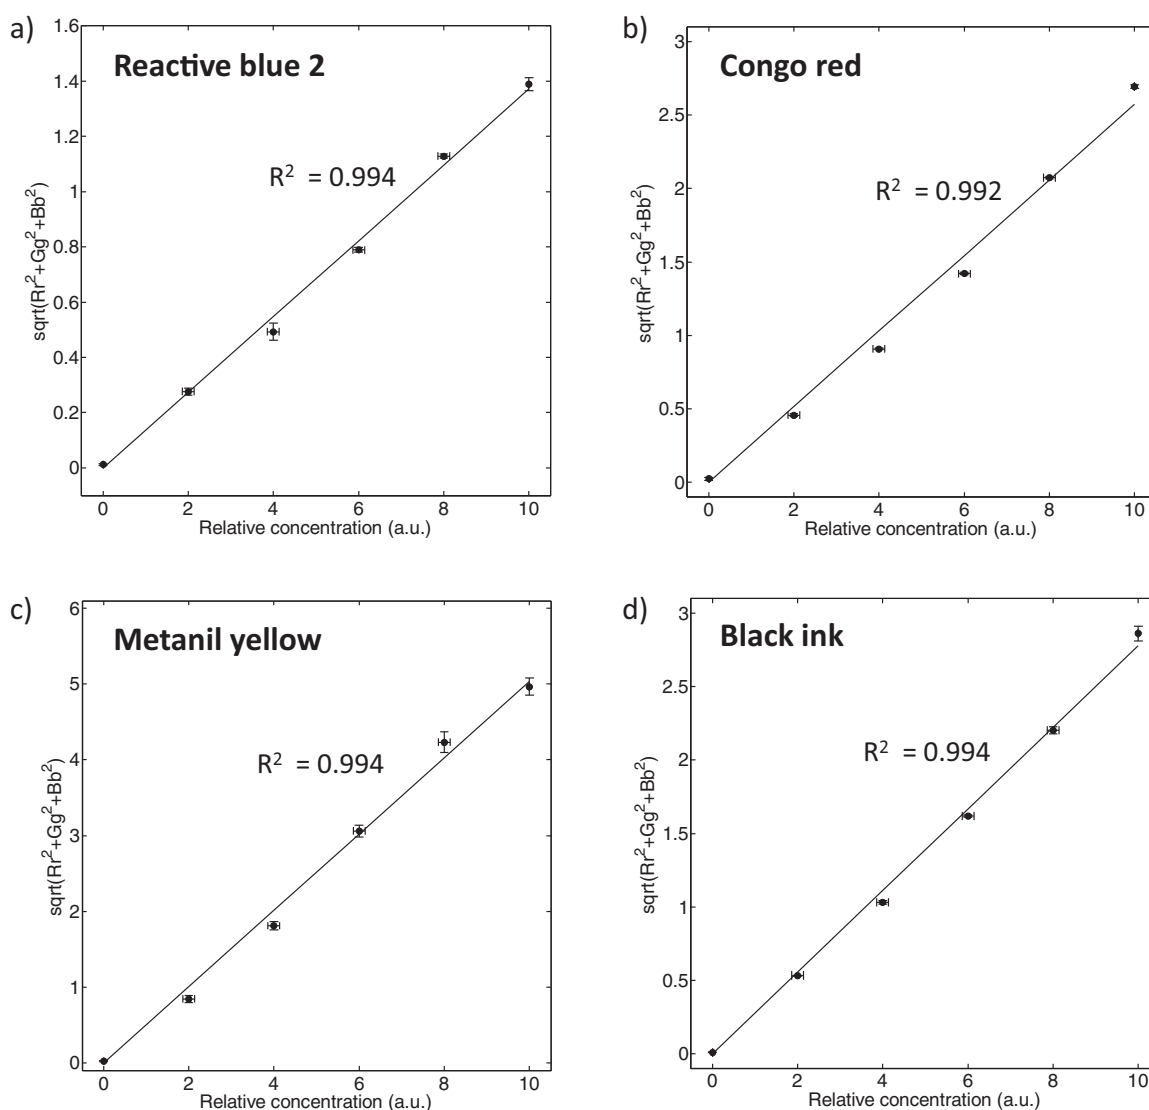 a)
Reactive blue 2
R² = 0.994
sqrt(Rr²+Gg²+Bb²)
1.6
1.4
1.2
1
0.8
0.6
0.4
0.2
0
0 2 4 6 8 10
Relative concentration (a.u.)
b)
Congo red
R² = 0.992
sqrt(Rr²+Gg²+Bb²)
3
2.5
2
1.5
1
0.5
0
0 2 4 6 8 10
Relative concentration (a.u.)
c)
Metanil yellow
R² = 0.994
sqrt(Rr²+Gg²+Bb²)
6
5
4
3
2
1
0
0 2 4 6 8 10
Relative concentration (a.u.)
d)
Black ink
R² = 0.994
sqrt(Rr²+Gg²+Bb²)
3
2.5
2
1.5
1
0.5
0
0 2 4 6 8 10
Relative concentration (a.u.)